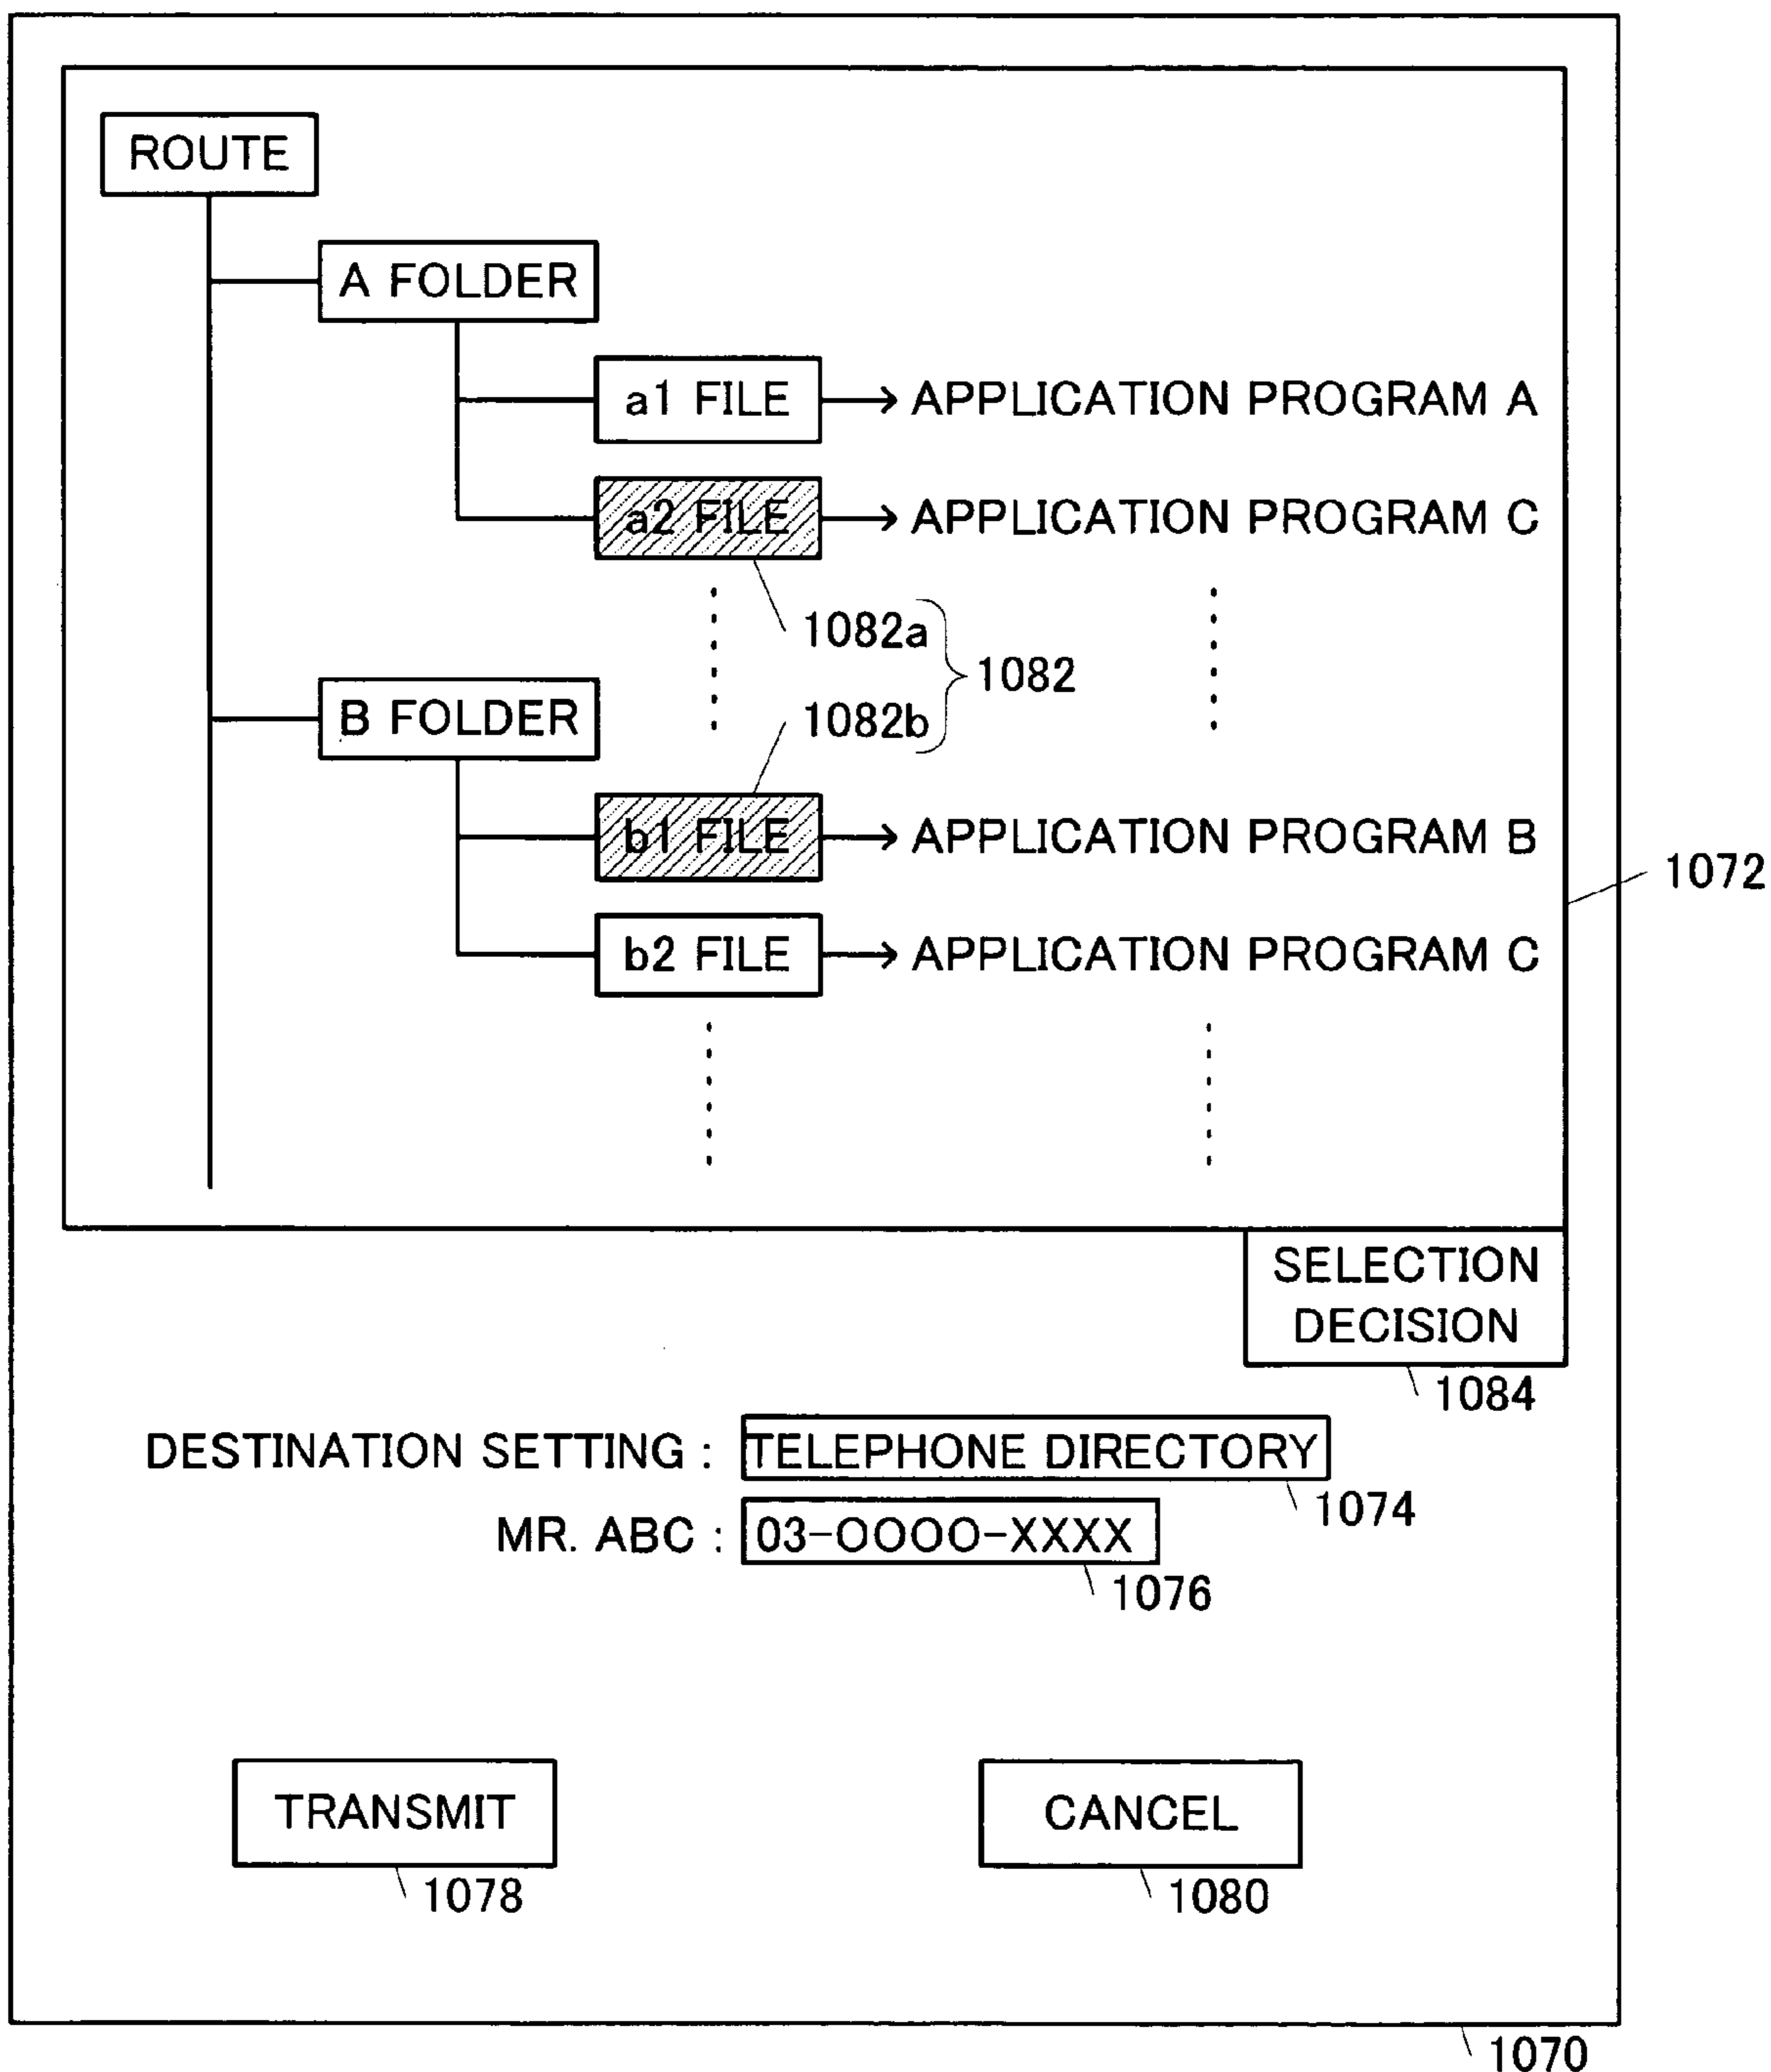 ROUTE
A FOLDER
a1 FILE → APPLICATION PROGRAM A
a2 FILE → APPLICATION PROGRAM C
1082a
1082
B FOLDER
1082b
b1 FILE → APPLICATION PROGRAM B
1072
b2 FILE → APPLICATION PROGRAM C
SELECTION
DECISION
1084
DESTINATION SETTING : TELEPHONE DIRECTORY
1074
MR. ABC : 03-OOOO-XXXX
1076
TRANSMIT
CANCEL
1078
1080
1070